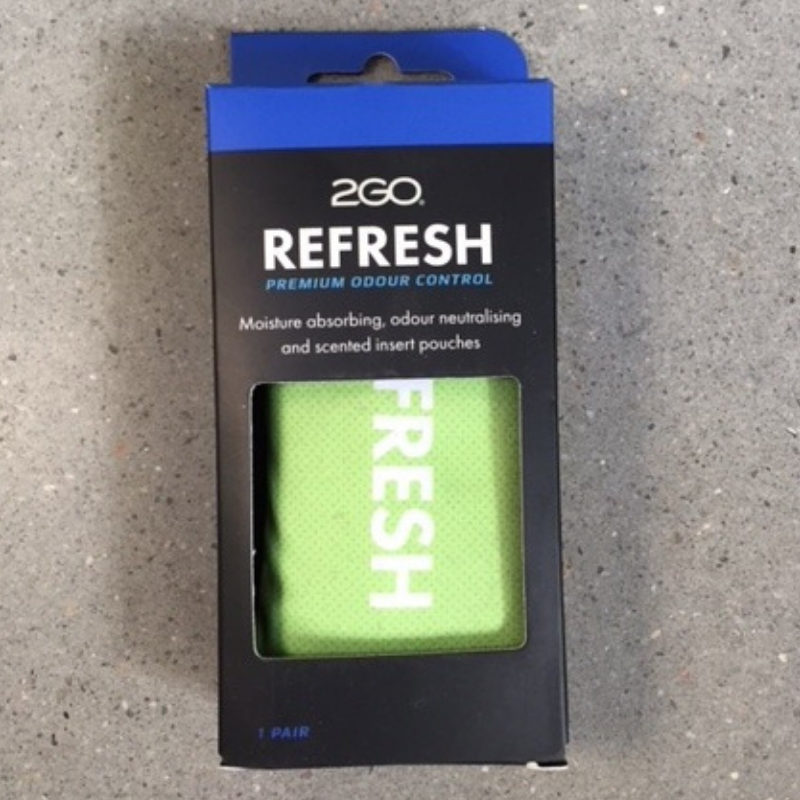 2GO
REFRESH
PREMIUM ODOUR CONTROL
Moisture absorbing, odour neutralising
and scented insert pouches
FRESH
1 PAIR